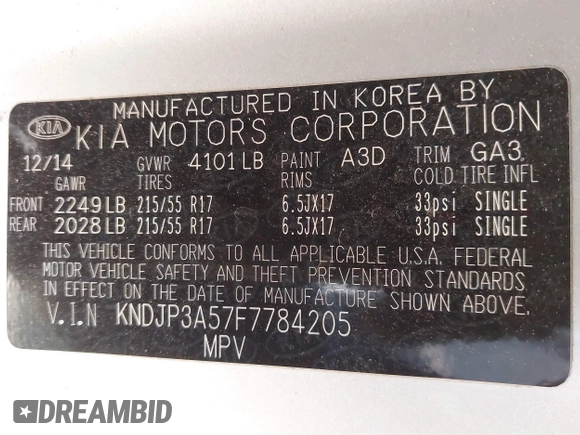 MANUFACTURED IN KOREA BY
KIA KIA MOTORS CORPORATION
12/14 GVWR 4101 LB PAINT A3D TRIM GA3
GAWR TIRES RIMS COLD TIRE INFL
FRONT 2249 LB 215/55 R17 6.5JX17 33psi SINGLE
REAR 2028 LB 215/55 R17 6.5JX17 33psi SINGLE
THIS VEHICLE CONFORMS TO ALL APPLICABLE U.S.A. FEDERAL
MOTOR VEHICLE SAFETY AND THEFT PREVENTION STANDARDS
IN EFFECT ON THE DATE OF MANUFACTURE SHOWN ABOVE.
V.I.N KNDJP3A57F7784205
MPV
DREAMBID